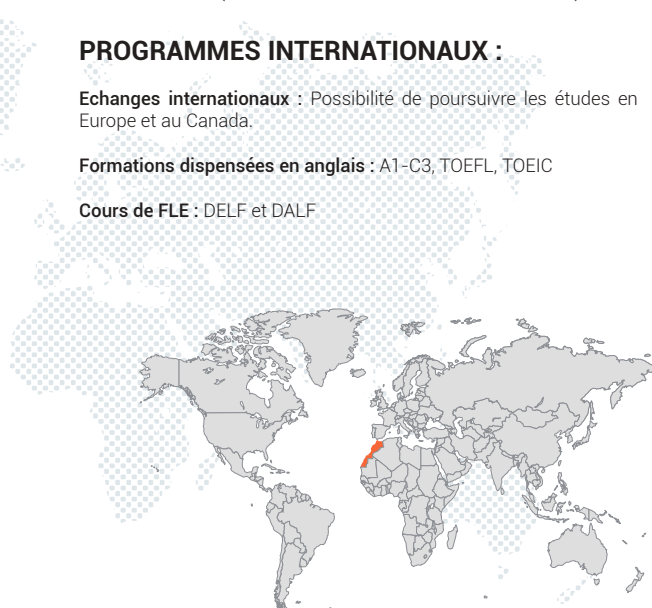 PROGRAMMES INTERNATIONAUX :
Echanges internationaux : Possibilité de poursuivre les études en
Europe et au Canada.
Formations dispensées en anglais : A1-C3, TOEFL, TOEIC
Cours de FLE : DELF et DALF